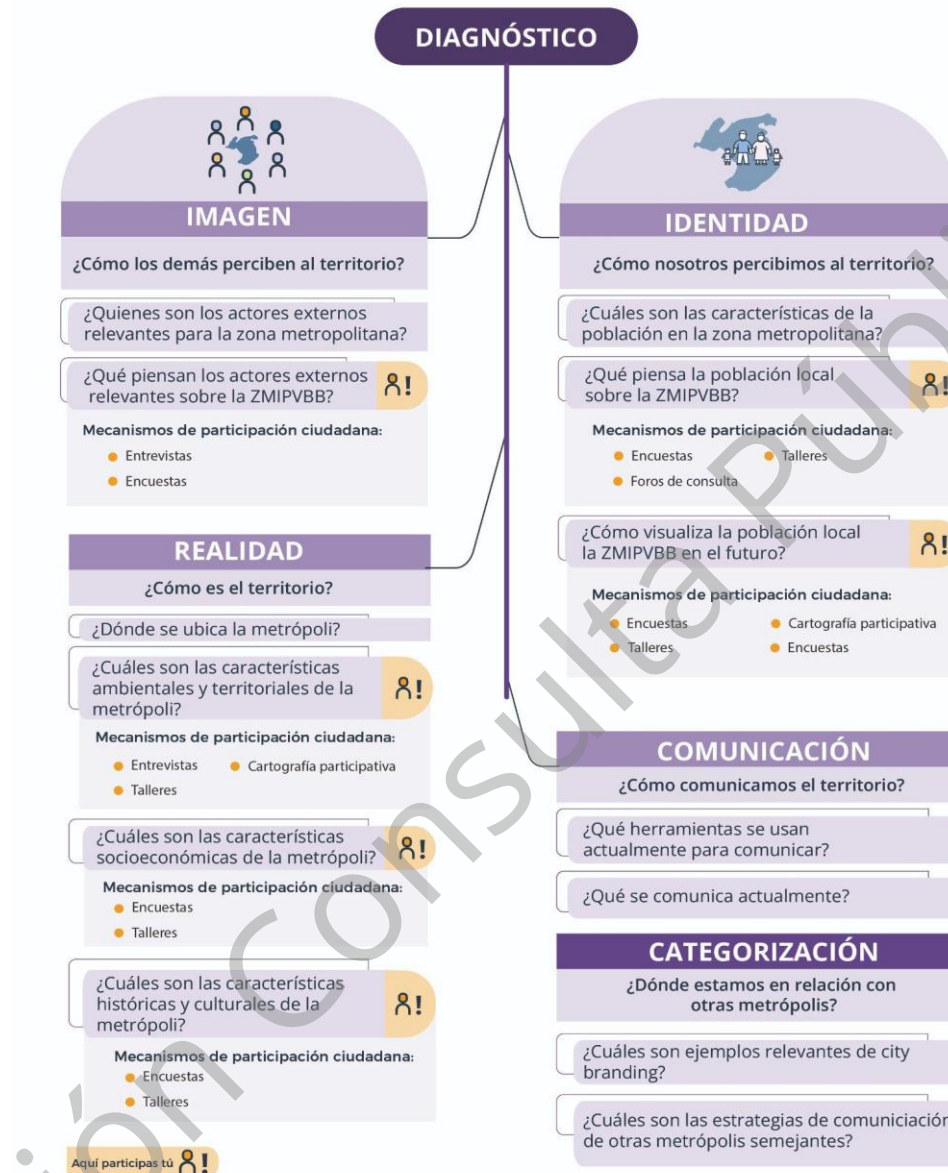 DIAGNÓSTICO
IMAGEN
¿Cómo los demás perciben al territorio?
¿Quienes son los actores externos
relevantes para la zona metropolitana?
¿Qué piensan los actores externos
relevantes sobre la ZMIPVBB?
!
Mecanismos de participación ciudadana:
Entrevistas
Encuestas
REALIDAD
¿Cómo es el territorio?
¿Dónde se ubica la metrópoli?
¿Cuáles son las características
ambientales y territoriales de la
metrópoli?
!
Mecanismos de participación ciudadana:
Entrevistas
Cartografía participativa
Talleres
¿Cuáles son las características
socioeconómicas de la metrópoli?
!
Mecanismos de participación ciudadana:
Encuestas
Talleres
¿Cuáles son las características
históricas y culturales de la
metrópoli?
!
Mecanismos de participación ciudadana:
Encuestas
Talleres
Aquí participas tú !
IDENTIDAD
¿Cómo nosotros percibimos al territorio?
¿Cuáles son las características de la
población en la zona metropolitana?
¿Qué piensa la población local
sobre la ZMIPVBB?
!
Mecanismos de participación ciudadana:
Encuestas
Talleres
Foros de consulta
¿Cómo visualiza la población local
la ZMIPVBB en el futuro?
!
Mecanismos de participación ciudadana:
Encuestas
Cartografía participativa
Talleres
Encuestas
COMUNICACIÓN
¿Cómo comunicamos el territorio?
¿Qué herramientas se usan
actualmente para comunicar?
¿Qué se comunica actualmente?
CATEGORIZACIÓN
¿Dónde estamos en relación con
otras metrópolis?
¿Cuáles son ejemplos relevantes de city
branding?
¿Cuáles son las estrategias de comuniciación
de otras metrópolis semejantes?
Consulta